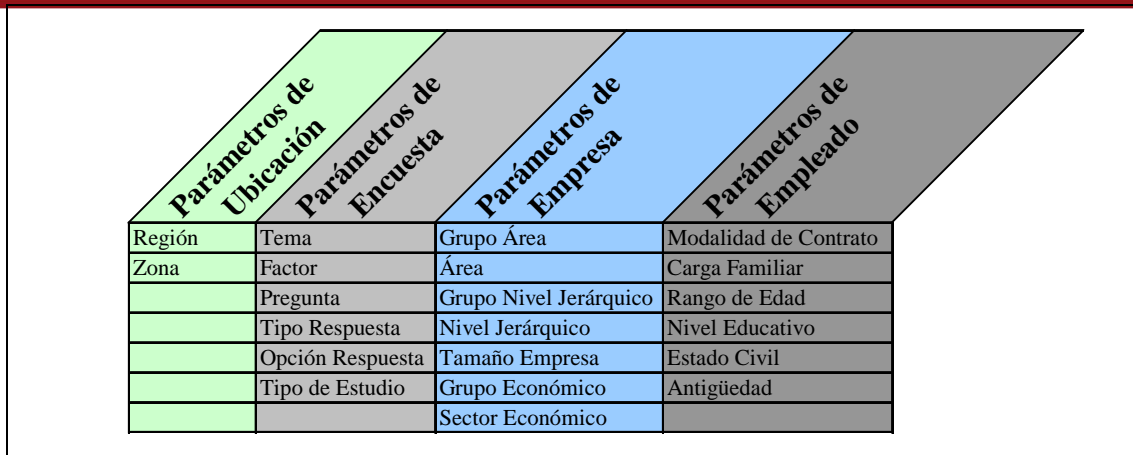 Parámetros de
Ubicación
Parámetros de
Encuesta
Parámetros de
Empresa
Parámetros de
Empleado
Región Tema Grupo Área Modalidad de Contrato
Zona Factor Área Carga Familiar
Pregunta Grupo Nivel Jerárquico Rango de Edad
Tipo Respuesta Nivel Jerárquico Nivel Educativo
Opción Respuesta Tamaño Empresa Estado Civil
Tipo de Estudio Grupo Económico Antigüedad
Sector Económico